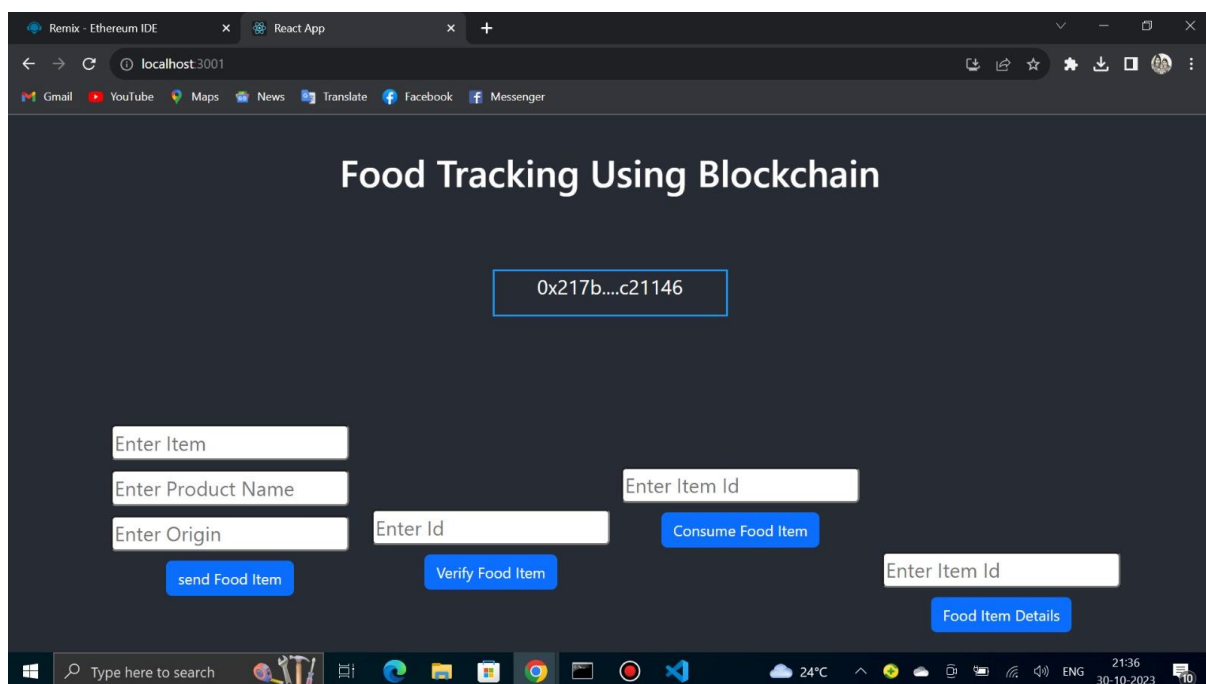 Remix - Ethereum IDE
React App
localhost:3001
Gmail YouTube Maps News Translate Facebook Messenger
Food Tracking Using Blockchain
0x217b....c21146
Enter Item
Enter Product Name
Enter Origin
send Food Item
Enter Id
Verify Food Item
Enter Item Id
Consume Food Item
Enter Item Id
Food Item Details
Type here to search
24°C
ENG
21:36
30-10-2023
10